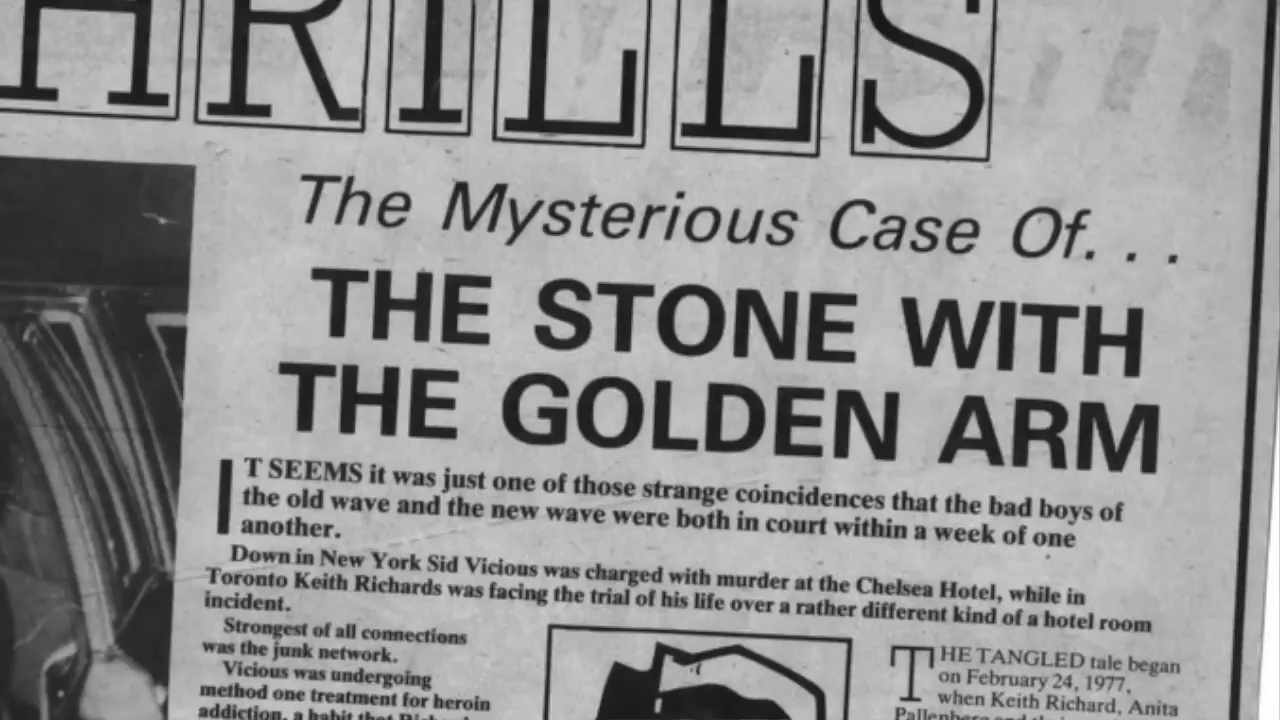 HRILLS
The Mysterious Case Of. . .
THE STONE WITH
THE GOLDEN ARM
IT SEEMS it was just one of those strange coincidences that the bad boys of
the old wave and the new wave were both in court within a week of one
another.
Down in New York Sid Vicious was charged with murder at the Chelsea Hotel, while in
Toronto Keith Richards was facing the trial of his life over a rather different kind of a hotel room
incident.
Strongest of all connections
was the junk network.
Vicious was undergoing
method one treatment for heroin
addiction, a habit that
THE TANGLED tale began
on February 24, 1977,
when Keith Richard, Anita